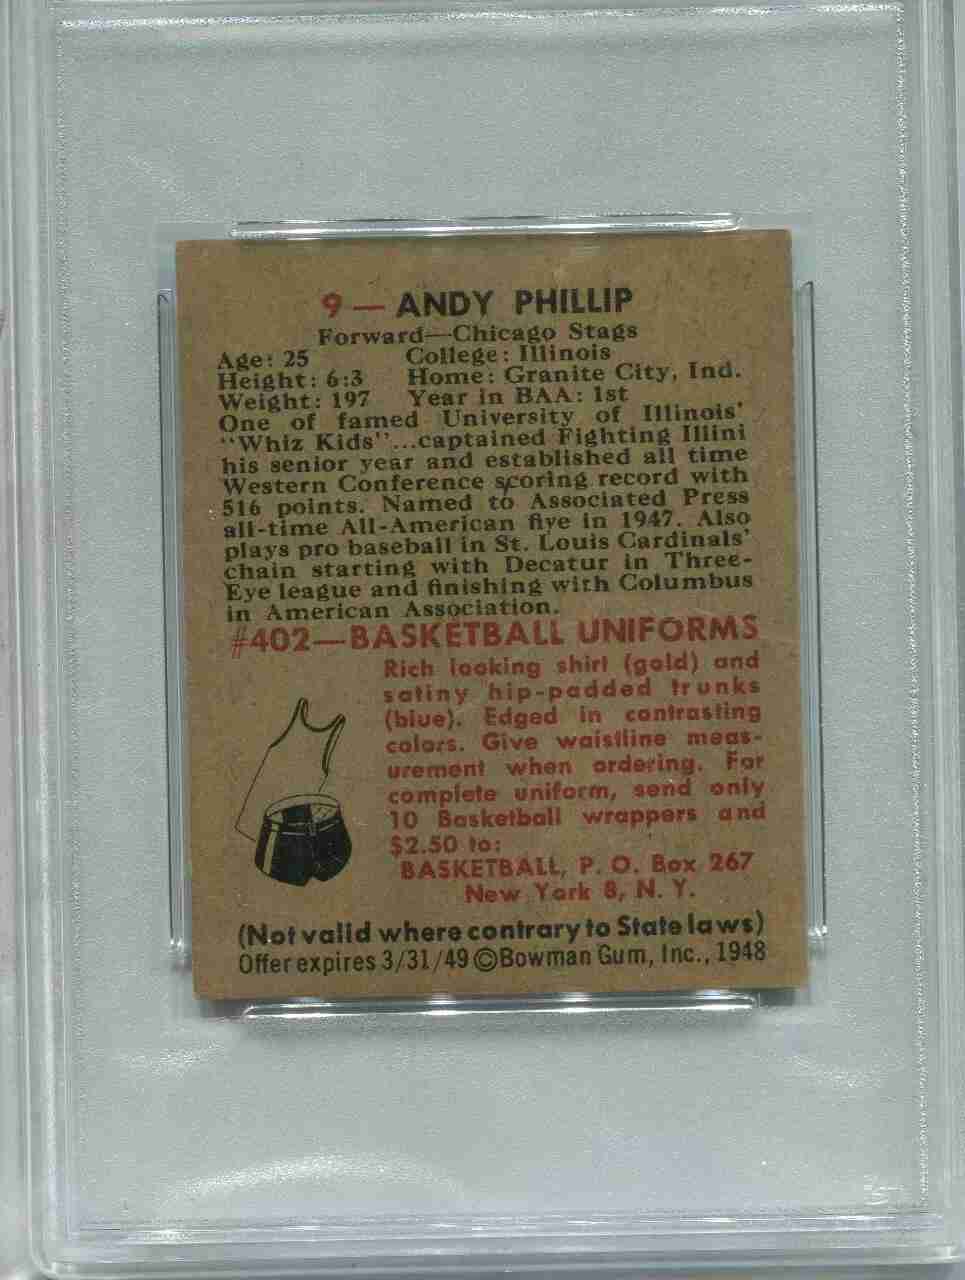 9 — ANDY PHILLIP
Forward—Chicago Stags
Age: 25 College: Illinois
Height: 6:3 Home: Granite City, Ind.
Weight: 197 Year in BAA: 1st
One of famed University of Illinois'
"Whiz Kids"...captained Fighting Illini
his senior year and established all time
Western Conference scoring record with
516 points. Named to Associated Press
all-time All-American five in 1947. Also
plays pro baseball in St. Louis Cardinals'
chain starting with Decatur in Three-
Eye league and finishing with Columbus
in American Association.
#402—BASKETBALL UNIFORMS
Rich looking shirt (gold) and
satiny hip-padded trunks
(blue). Edged in contrasting
colors. Give waistline meas-
urement when ordering. For
complete uniform, send only
10 Basketball wrappers and
$2.50 to:
BASKETBALL, P. O. Box 267
New York 8, N. Y.
(Not valid where contrary to State laws)
Offer expires 3/31/49 ©Bowman Gum, Inc., 1948